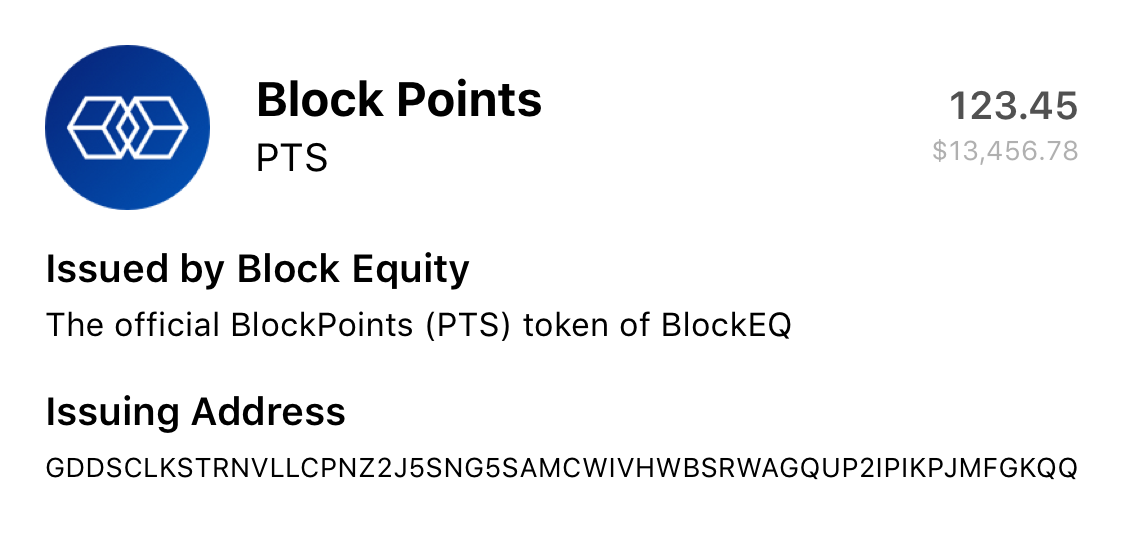 Block Points
PTS
123.45
$13,456.78
Issued by Block Equity
The official BlockPoints (PTS) token of BlockEQ
Issuing Address
GDDSCLKSTRNVLLCPNZ2J5SNG5SAMCWIVHWBSRWAGQUP2IPIKPJMFGKQQ